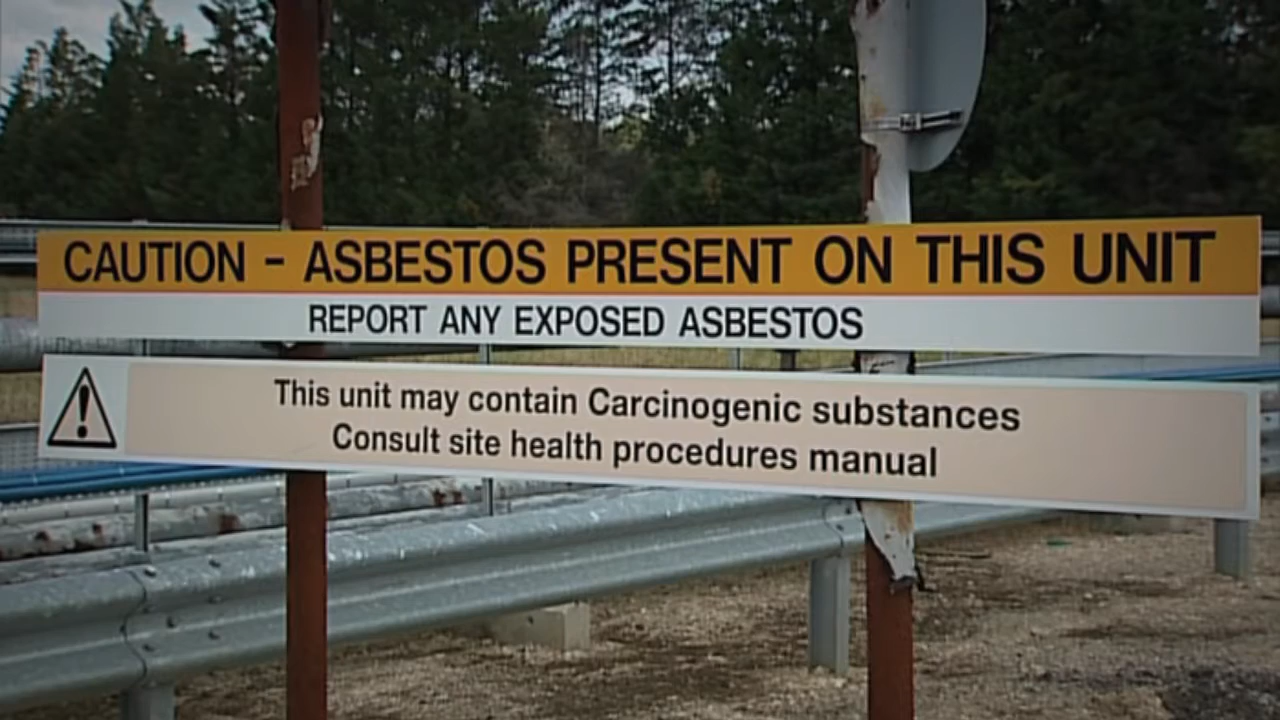 CAUTION - ASBESTOS PRESENT ON THIS UNIT
REPORT ANY EXPOSED ASBESTOS
This unit may contain Carcinogenic substances
Consult site health procedures manual